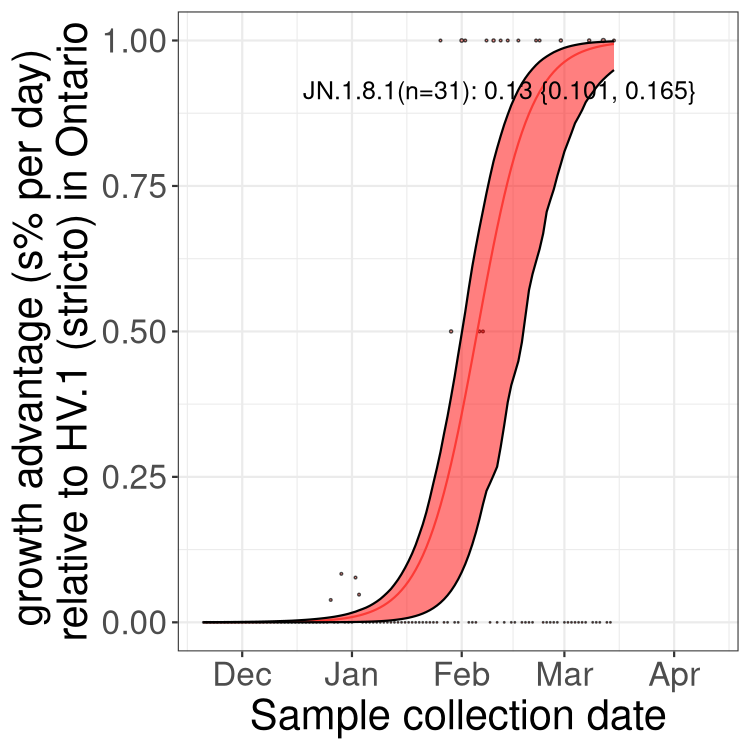 growth advantage (s% per day)
relative to HV.1 (stricto) in Ontario
1.00
0.75
0.50
0.25
0.00
JN.1.8.1(n=31): 0.13 {0.101, 0.165}
Dec Jan Feb Mar Apr
Sample collection date